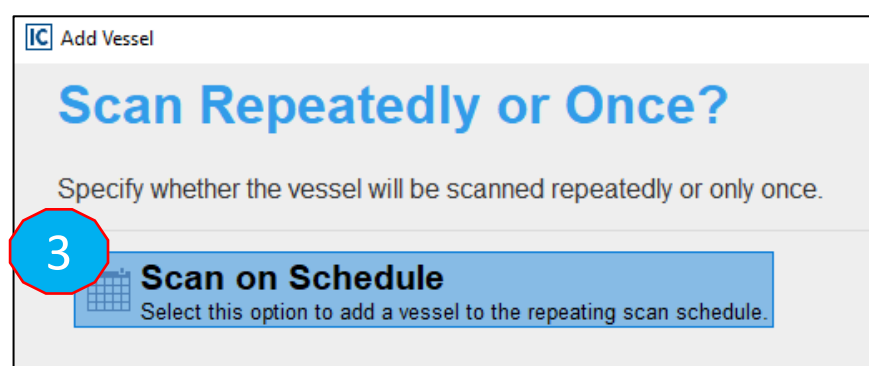 IC Add Vessel
Scan Repeatedly or Once?
Specify whether the vessel will be scanned repeatedly or only once.
3
Scan on Schedule
Select this option to add a vessel to the repeating scan schedule.